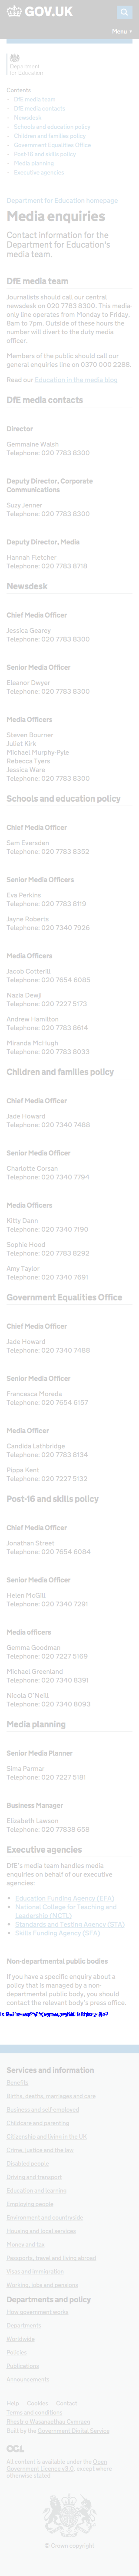 GOV.UK
Menu
Department
for Education
Contents
DfE media team
DfE media contacts
Newsdesk
Schools and education policy
Children and families policy
Government Equalities Office
Post-16 and skills policy
Media planning
Executive agencies
Department for Education homepage
Media enquiries
Contact information for the
Department of Education's
media team.
DfE media team
Journalists should call our central
newsdesk on 020 7783 8300. This media-
only line operates from Monday to Friday,
8am to 7pm. Outside of these hours the
duty media officer will be available.
Members of the public should call our
general enquiries line on 0370 000 2288.
Read our Education in the media blog
DfE media contacts
Director
Gemmaine Walsh
Telephone: 020 7783 8300
Deputy Director, Corporate
Communications
Suzy Jenner
Telephone: 020 7783 8300
Deputy Director, Media
Hannah Fletcher
Telephone: 020 7783 8718
Newsdesk
Chief Media Officer
Jessica Gearey
Telephone: 020 7783 8300
Senior Media Officer
Eleanor Dwyer
Telephone: 020 7783 8300
Media Officers
Steven Bourner
Juliet Kirk
Michael Murphy-Pyle
Rebecca Tyers
Jessica Ware
Telephone: 020 7783 8300
Schools and education policy
Chief Media Officer
Sam Eversden
Telephone: 020 7783 8352
Senior Media Officers
Eva Perkins
Telephone: 020 7783 8119
Jayne Roberts
Telephone: 020 7340 7926
Media Officers
Jacob Cotterill
Telephone: 020 7654 6085
Nazia Dewji
Telephone: 020 7227 5173
Andrew Hamilton
Telephone: 020 7783 8614
Miranda McHugh
Telephone: 020 7783 8033
Children and families policy
Chief Media Officer
Jade Howard
Telephone: 020 7340 7488
Senior Media Officer
Charlotte Corsan
Telephone: 020 7340 7794
Media Officers
Kitty Dann
Telephone: 020 7340 7190
Sophie Hood
Telephone: 020 7783 8292
Amy Taylor
Telephone: 020 7340 7691
Government Equalities Office
Chief Media Officer
Jade Howard
Telephone: 020 7340 7488
Senior Media Officer
Francesca Moreda
Telephone: 020 7654 6157
Media Officer
Candida Lathbridge
Telephone: 020 7783 8134
Pippa Kent
Telephone: 020 7227 5132
Post-16 and skills policy
Chief Media Officer
Jonathan Street
Telephone: 020 7654 6084
Senior Media Officer
Helen McGill
Telephone: 020 7340 7291
Media officers
Gemma Goodman
Telephone: 020 7227 5169
Michael Greenland
Telephone: 020 7340 8391
Nicola O'Neill
Telephone: 020 7340 8093
Media planning
Senior Media Planner
Sima Parmar
Telephone: 020 7227 5161
Business Manager
Elizabeth Lawson
Telephone: 020 77838 658
Executive agencies
DfE's media team handles media
enquiries on behalf of our executive
agencies:
Education Funding Agency (EFA)
National College for Teaching and
Leadership (NCTL)
Standards and Testing Agency (STA)
Skills Funding Agency (SFA)
Non-departmental public bodies
If you have a specific enquiry about a
policy that is managed by a non-
departmental public body, please
contact the relevant body's press office.
Services and information
Benefits
Births, deaths, marriages and care
Business and self-employed
Childcare and parenting
Citizenship and living in the UK
Crime, justice and the law
Disabled people
Driving and transport
Education and learning
Employing people
Environment and countryside
Housing and local services
Money and tax
Passports, travel and living abroad
Visas and immigration
Working, jobs and pensions
Departments and policy
How government works
Departments
Worldwide
Policies
Publications
Announcements
Help Cookies Contact
Terms and conditions
Rhestr o Wasanaethau Cymraeg
Built by the Government Digital Service
OGL
All content is available under the Open
Government Licence v3.0, except where
otherwise stated
© Crown copyright